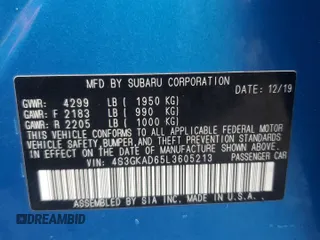 MFD BY SUBARU CORPORATION
DATE: 12/19
GVWR: 4299 LB ( 1950 KG)
GAWR: F 2183 LB ( 990 KG)
GAWR: R 2205 LB ( 1000 KG)
THIS VEHICLE CONFORMS TO ALL APPLICABLE FEDERAL MOTOR
VEHICLE SAFETY, BUMPER, AND THEFT PREVENTION STANDARDS
IN EFFECT ON THE DATE OF MANUFACTURE SHOWN ABOVE.
VIN: 4S3GKAD65L3605213
PASSENGER CAR
ASSEMBLED BY SIA INC. MADE IN U.S.A.
DREAMBID